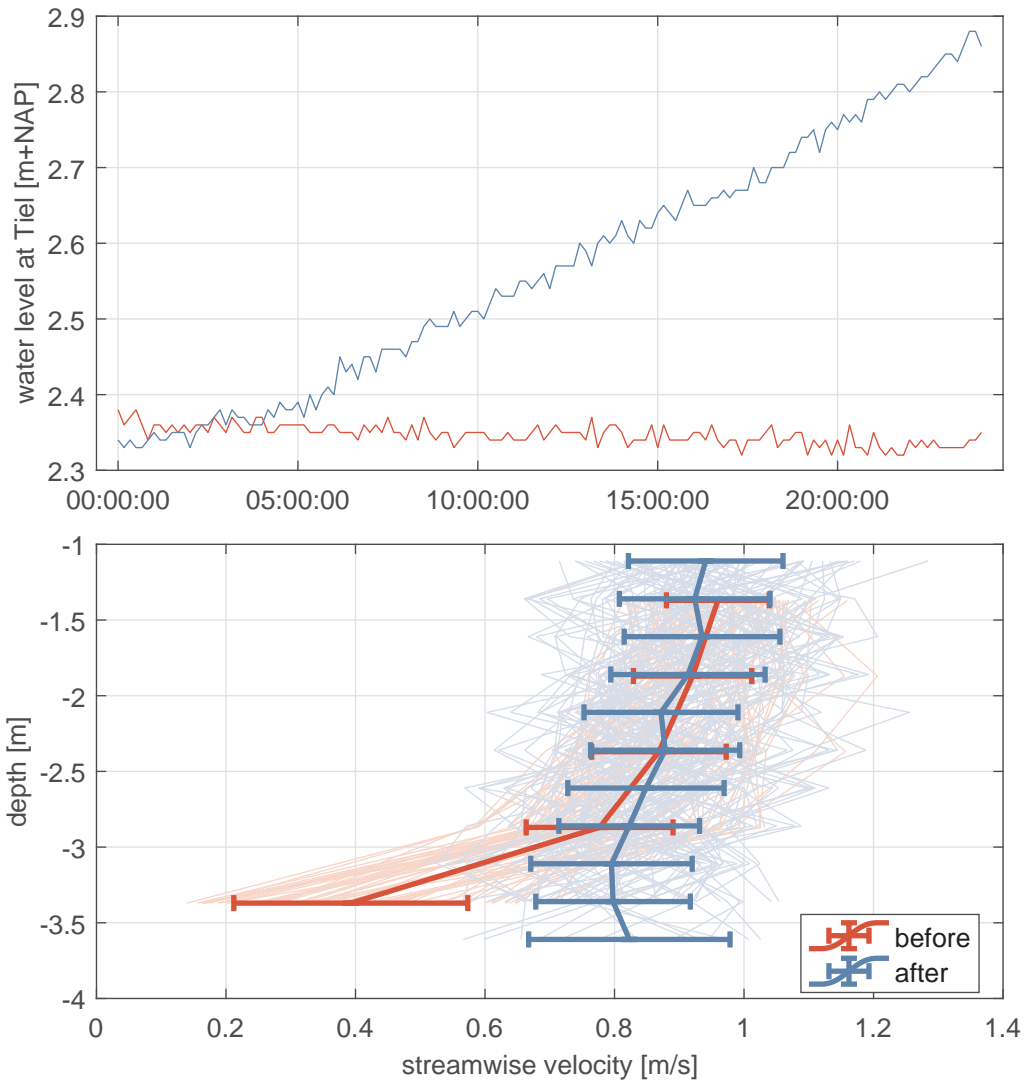 2.9
2.8
2.7
2.6
2.5
2.4
2.3
water level at Tiel [m+NAP]
00:00:00 05:00:00 10:00:00 15:00:00 20:00:00
-1
-1.5
-2
-2.5
-3
-3.5
-4
depth [m]
before
after
0 0.2 0.4 0.6 0.8 1 1.2 1.4
streamwise velocity [m/s]